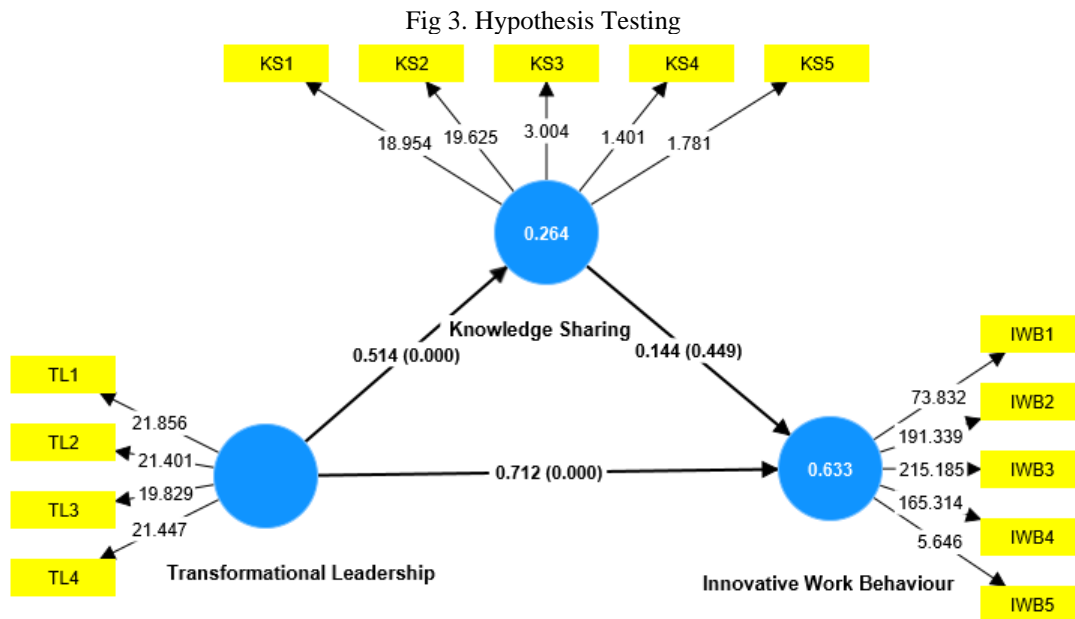 Fig 3. Hypothesis Testing
KS1 KS2 KS3 KS4 KS5
18.954 19.625 3.004 1.401 1.781
0.264
Knowledge Sharing
0.514 (0.000) 0.144 (0.449)
IWB1
TL1
73.832
IWB2
21.856
191.339
TL2
21.401
0.712 (0.000)
0.633
215.185
IWB3
19.829
TL3
165.314
21.447
IWB4
5.646
TL4
Transformational Leadership
Innovative Work Behaviour
IWB5